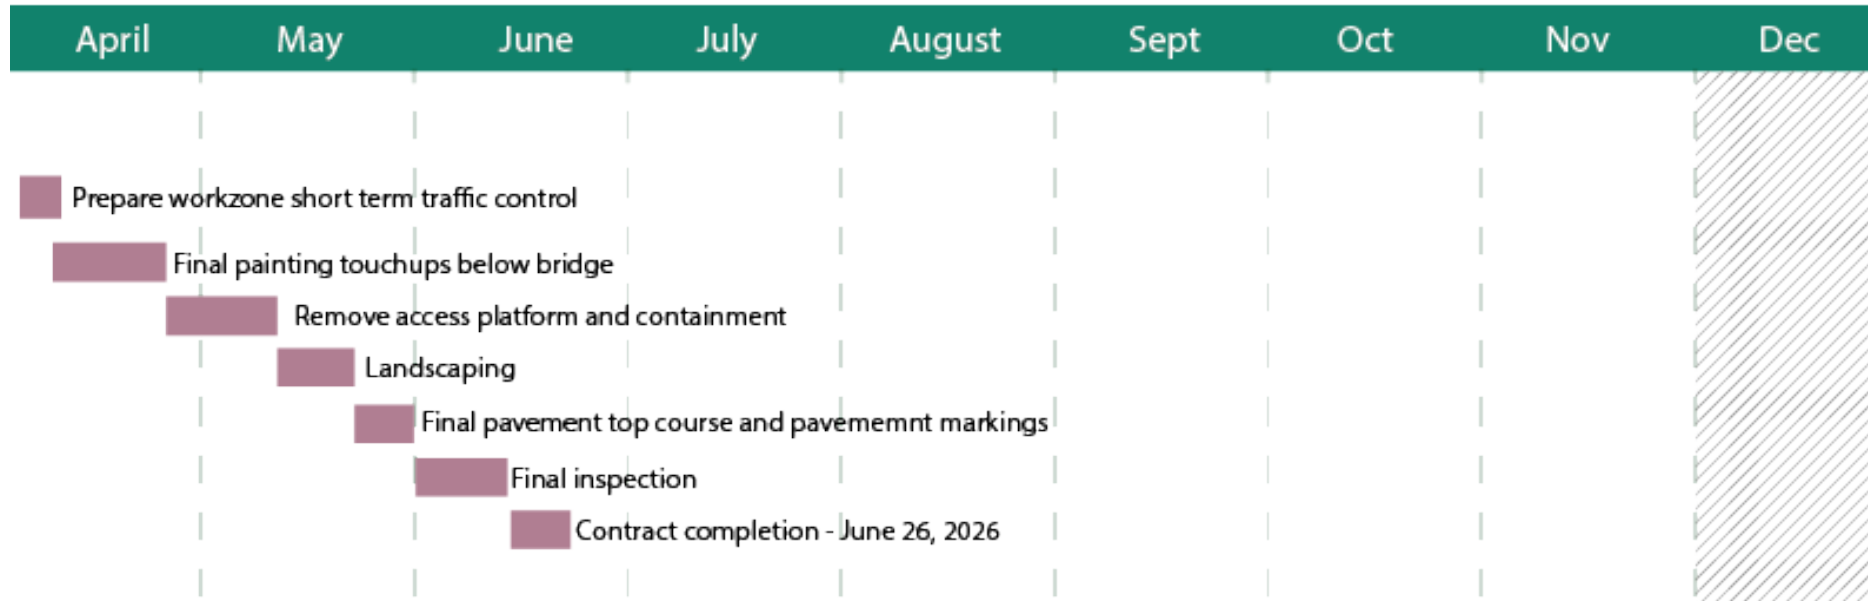 April May June July August Sept Oct Nov Dec
Prepare workzone short term traffic control
Final painting touchups below bridge
Remove access platform and containment
Landscaping
Final pavement top course and pavememnt markings
Final inspection
Contract completion - June 26, 2026